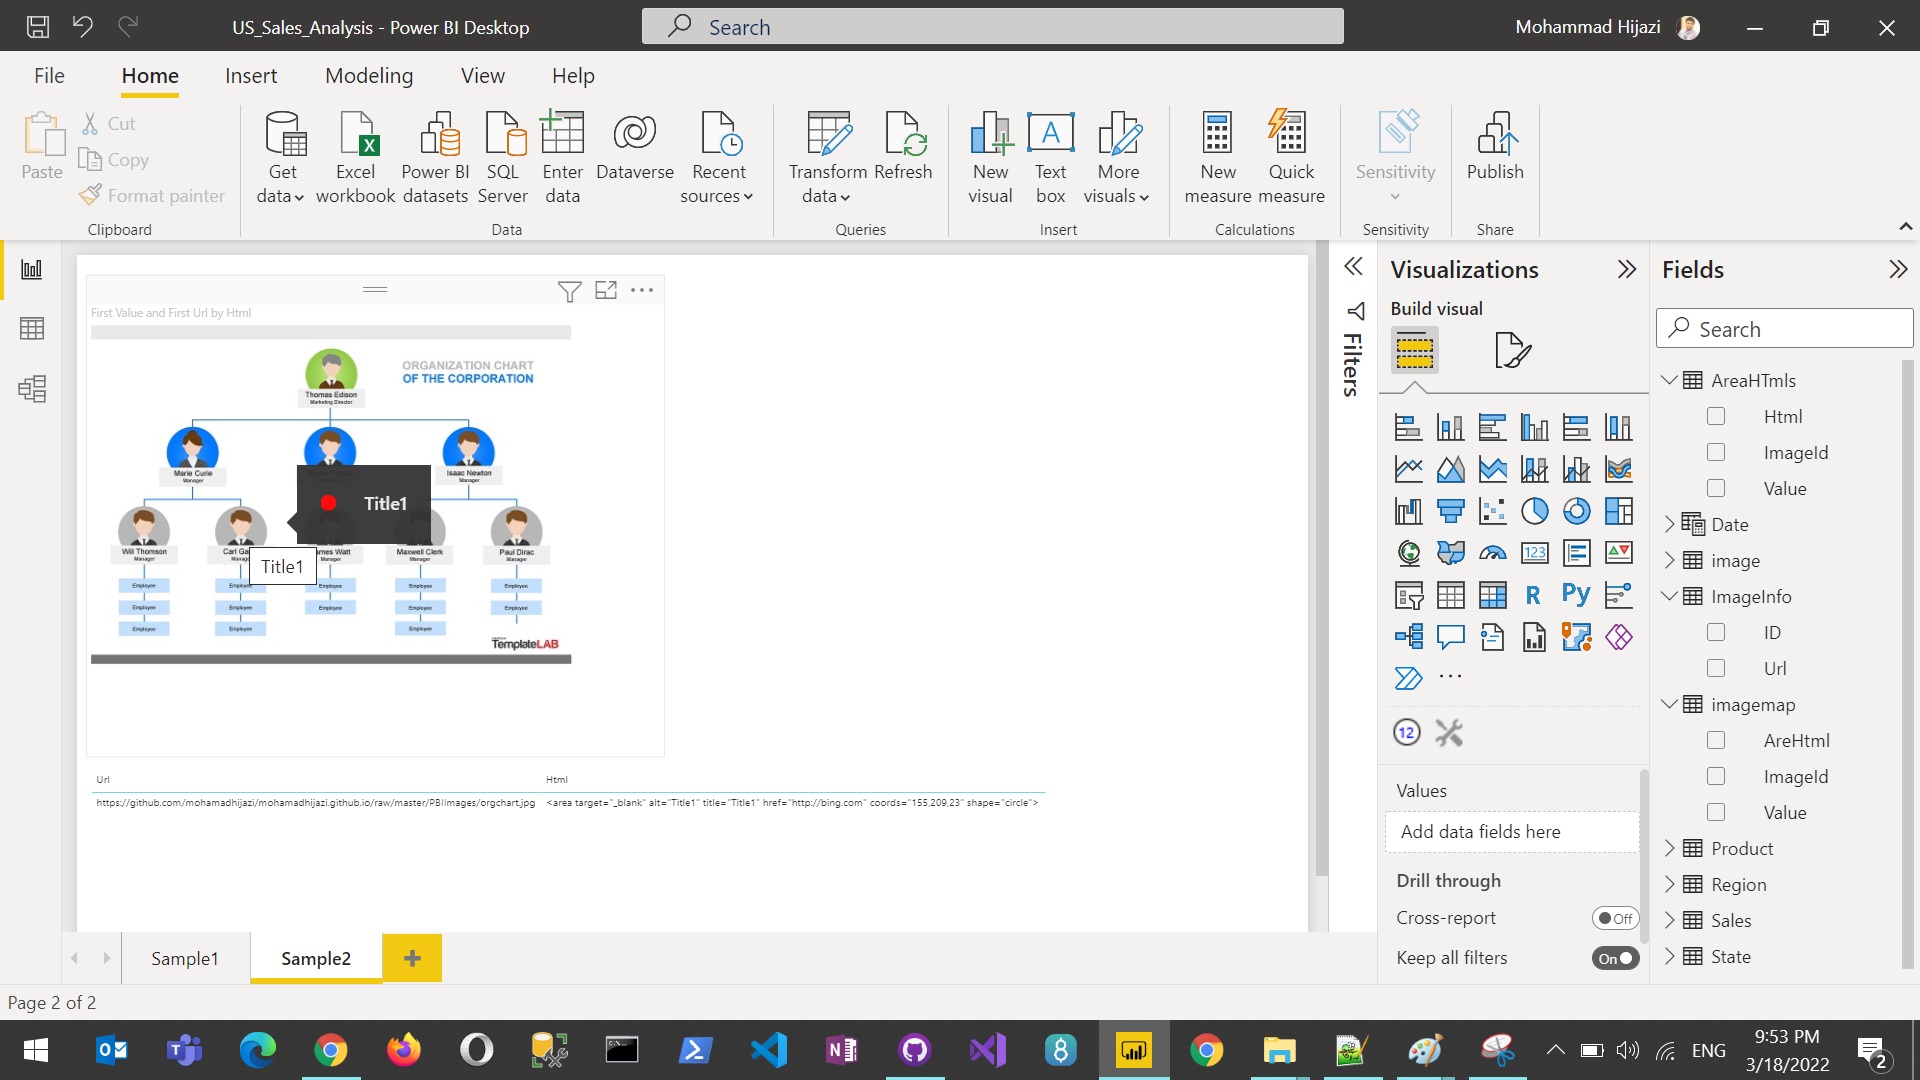 US_Sales_Analysis - Power BI Desktop
Search
Mohammad Hijazi
File Home Insert Modeling View Help
Paste
Cut
Copy
Format painter
Clipboard
Get data
Excel workbook
Power BI datasets
SQL Server
Enter data
Dataverse
Recent sources
Data
Transform data
Refresh
Queries
New visual
Text box
More visuals
Insert
New measure
Quick measure
Calculations
Sensitivity
Sensitivity
Publish
Share
First Value and First Url by Html
ORGANIZATION CHART
OF THE CORPORATION
Thomas Edison
Marketing Director
Marie Curie
Manager
Isaac Newton
Manager
Title1
Will Thomson
Manager
Carl
Title1
James Watt
Manager
Maxwell Clerk
Manager
Paul Dirac
Manager
Employee Employee Employee Employee Employee
Employee Employee Employee Employee Employee
Employee Employee Employee
TemplateLAB
Url Html
https://github.com/mohamadhijazi/mohamadhijazi.github.io/raw/master/PBIImages/orgchart.jpg <area target="_blank" alt="Title1" title="Title1" href="http://bing.com" coords="155,209,23" shape="circle">
Filters
Visualizations
Build visual
123
R
Py
12
Values
Add data fields here
Drill through
Cross-report
Off
Keep all filters
On
Fields
Search
AreaHTmls
Html
ImageId
Value
Date
image
ImageInfo
ID
Url
imagemap
AreHtml
ImageId
Value
Product
Region
Sales
State
Sample1
Sample2
+
Page 2 of 2
ENG
9:53 PM
3/18/2022
2